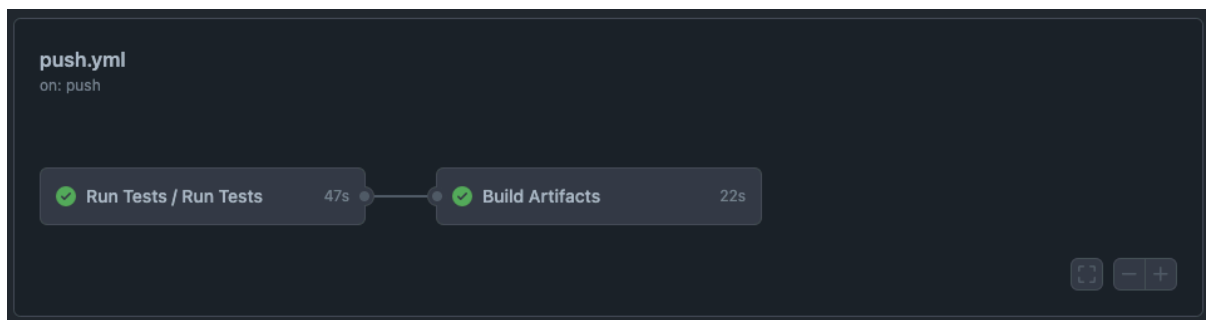 push.yml
on: push
Run Tests / Run Tests 47s
Build Artifacts 22s